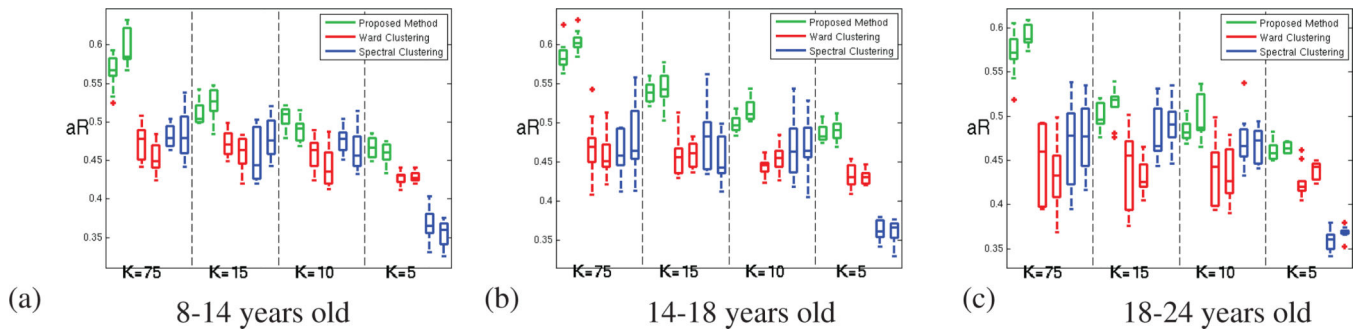 Proposed Method
Ward Clustering
Spectral Clustering
0.6
0.55
0.5
aR
0.45
0.4
0.35
K=75 K=15 K=10 K=5
(a) 8-14 years old
Proposed Method
Ward Clustering
Spectral Clustering
0.6
0.55
0.5
aR
0.45
0.4
0.35
K=75 K=15 K=10 K=5
(b) 14-18 years old
Proposed Method
Ward Clustering
Spectral Clustering
0.6
0.55
0.5
aR
0.45
0.4
0.35
K=75 K=15 K=10 K=5
(c) 18-24 years old